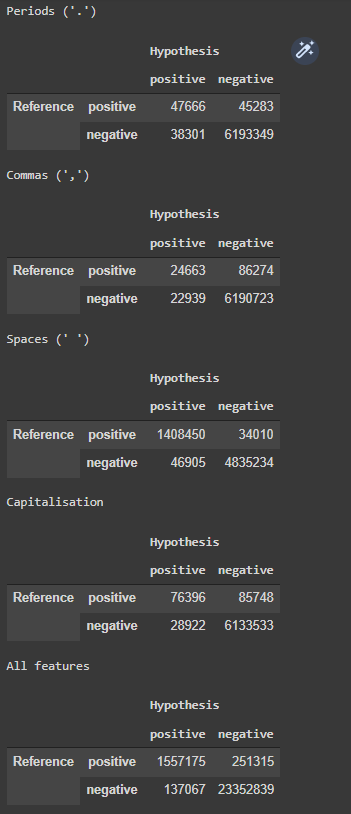 Periods ('.')
Hypothesis
positive negative
Reference positive 47666 45283
negative 38301 6193349
Commas (',')
Hypothesis
positive negative
Reference positive 24663 86274
negative 22939 6190723
Spaces (' ')
Hypothesis
positive negative
Reference positive 1408450 34010
negative 46905 4835234
Capitalisation
Hypothesis
positive negative
Reference positive 76396 85748
negative 28922 6133533
All features
Hypothesis
positive negative
Reference positive 1557175 251315
negative 137067 23352839